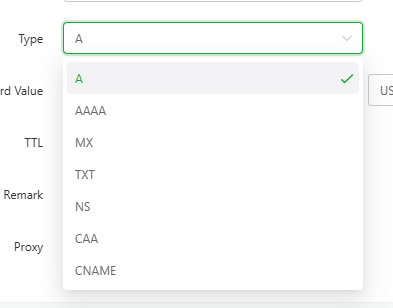 Type
A
A
rd Value
US
AAAA
TTL
MX
TXT
Remark
NS
Proxy
CAA
CNAME